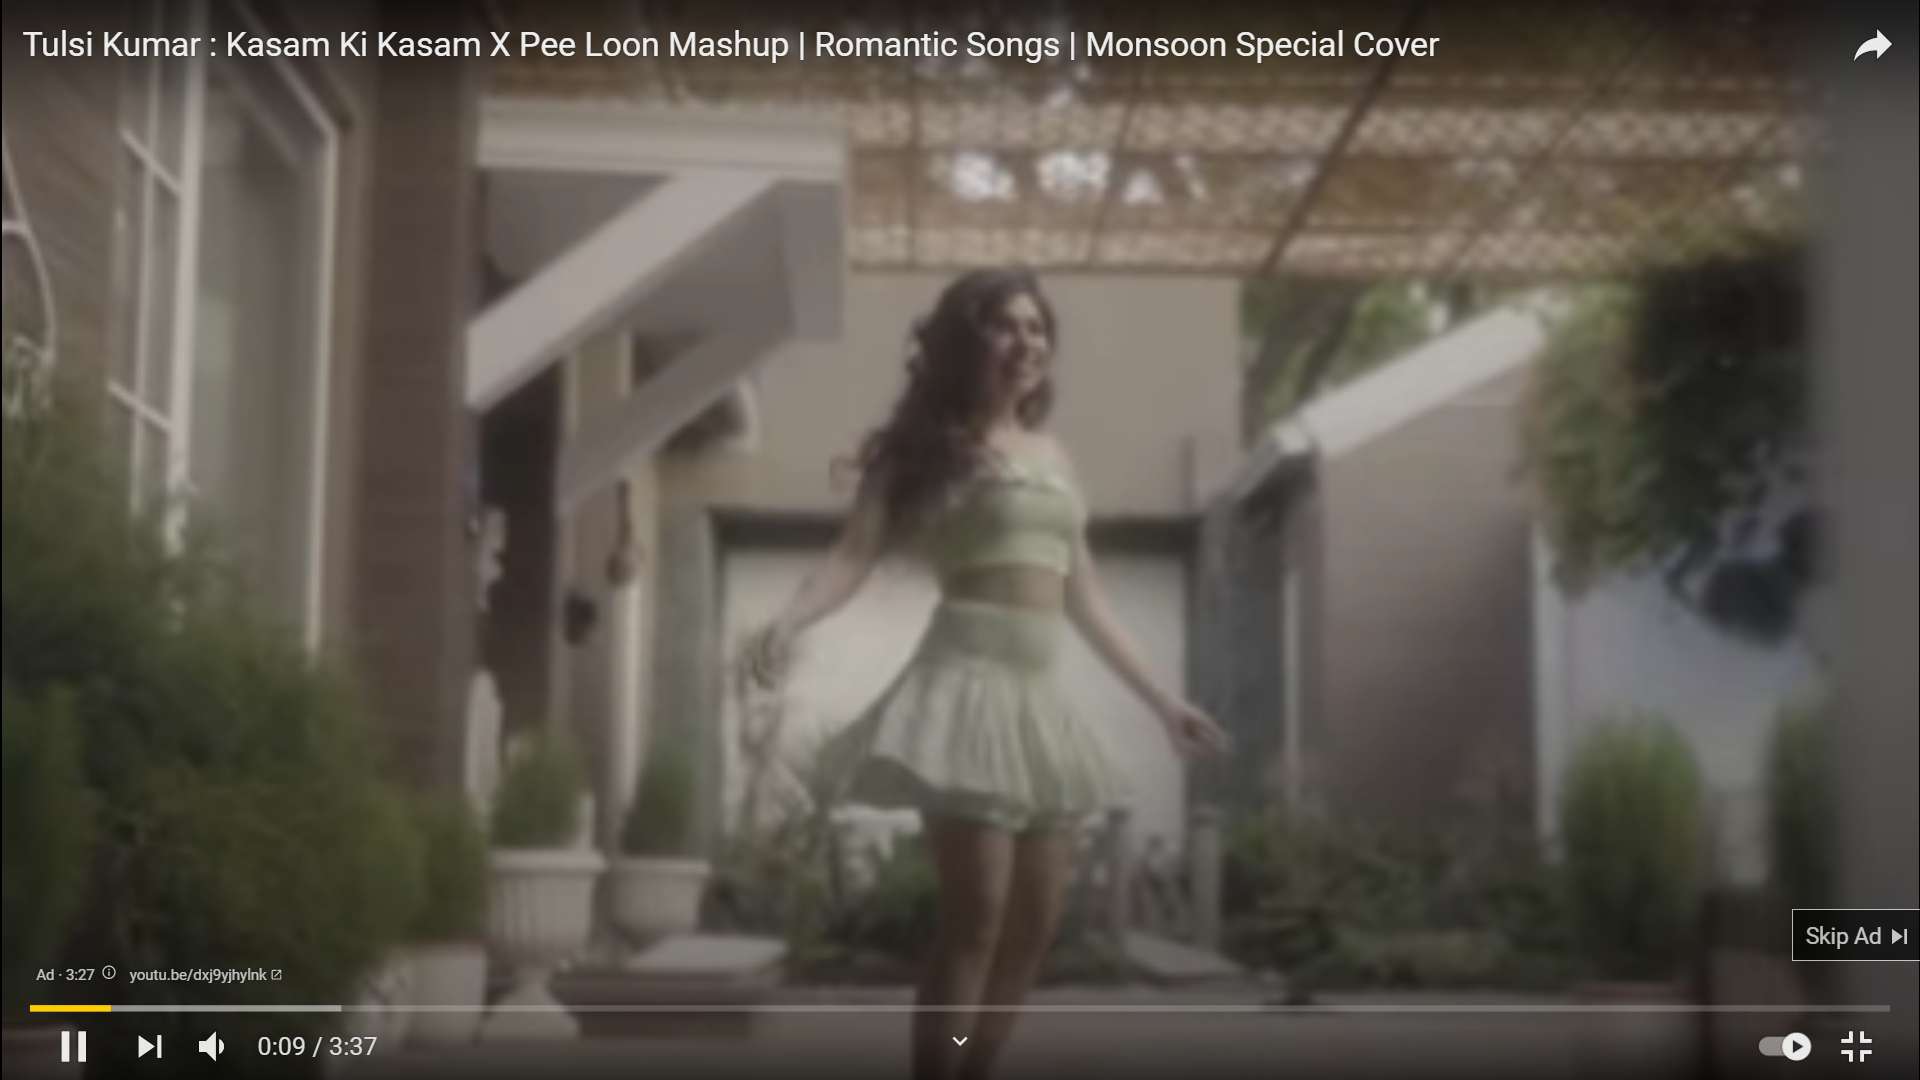 Tulsi Kumar : Kasam Ki Kasam X Pee Loon Mashup | Romantic Songs | Monsoon Special Cover
Skip Ad
Ad · 3:27 youtu.be/dxj9yjhylnk
0:09 / 3:37